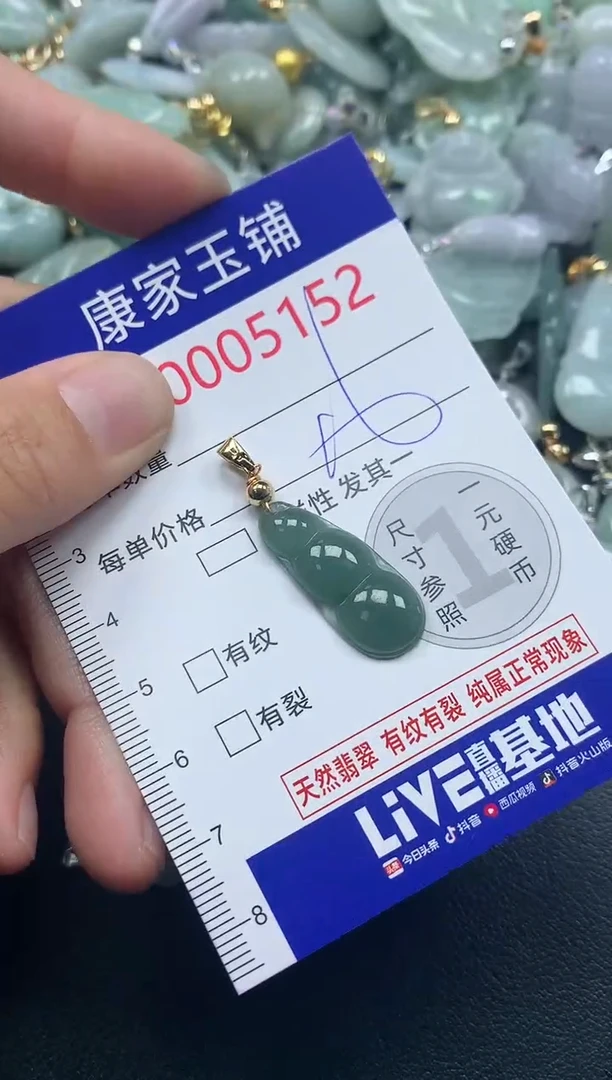 康家玉铺
0005152
数量
每单价格
性 发其一
有纹
有裂
尺寸参照
一元硬币
1
天然翡翠 有纹有裂 纯属正常现象
LiVE直播基地
头条 今日头条 抖音 西瓜视频 抖音火山版
3
4
5
6
7
8